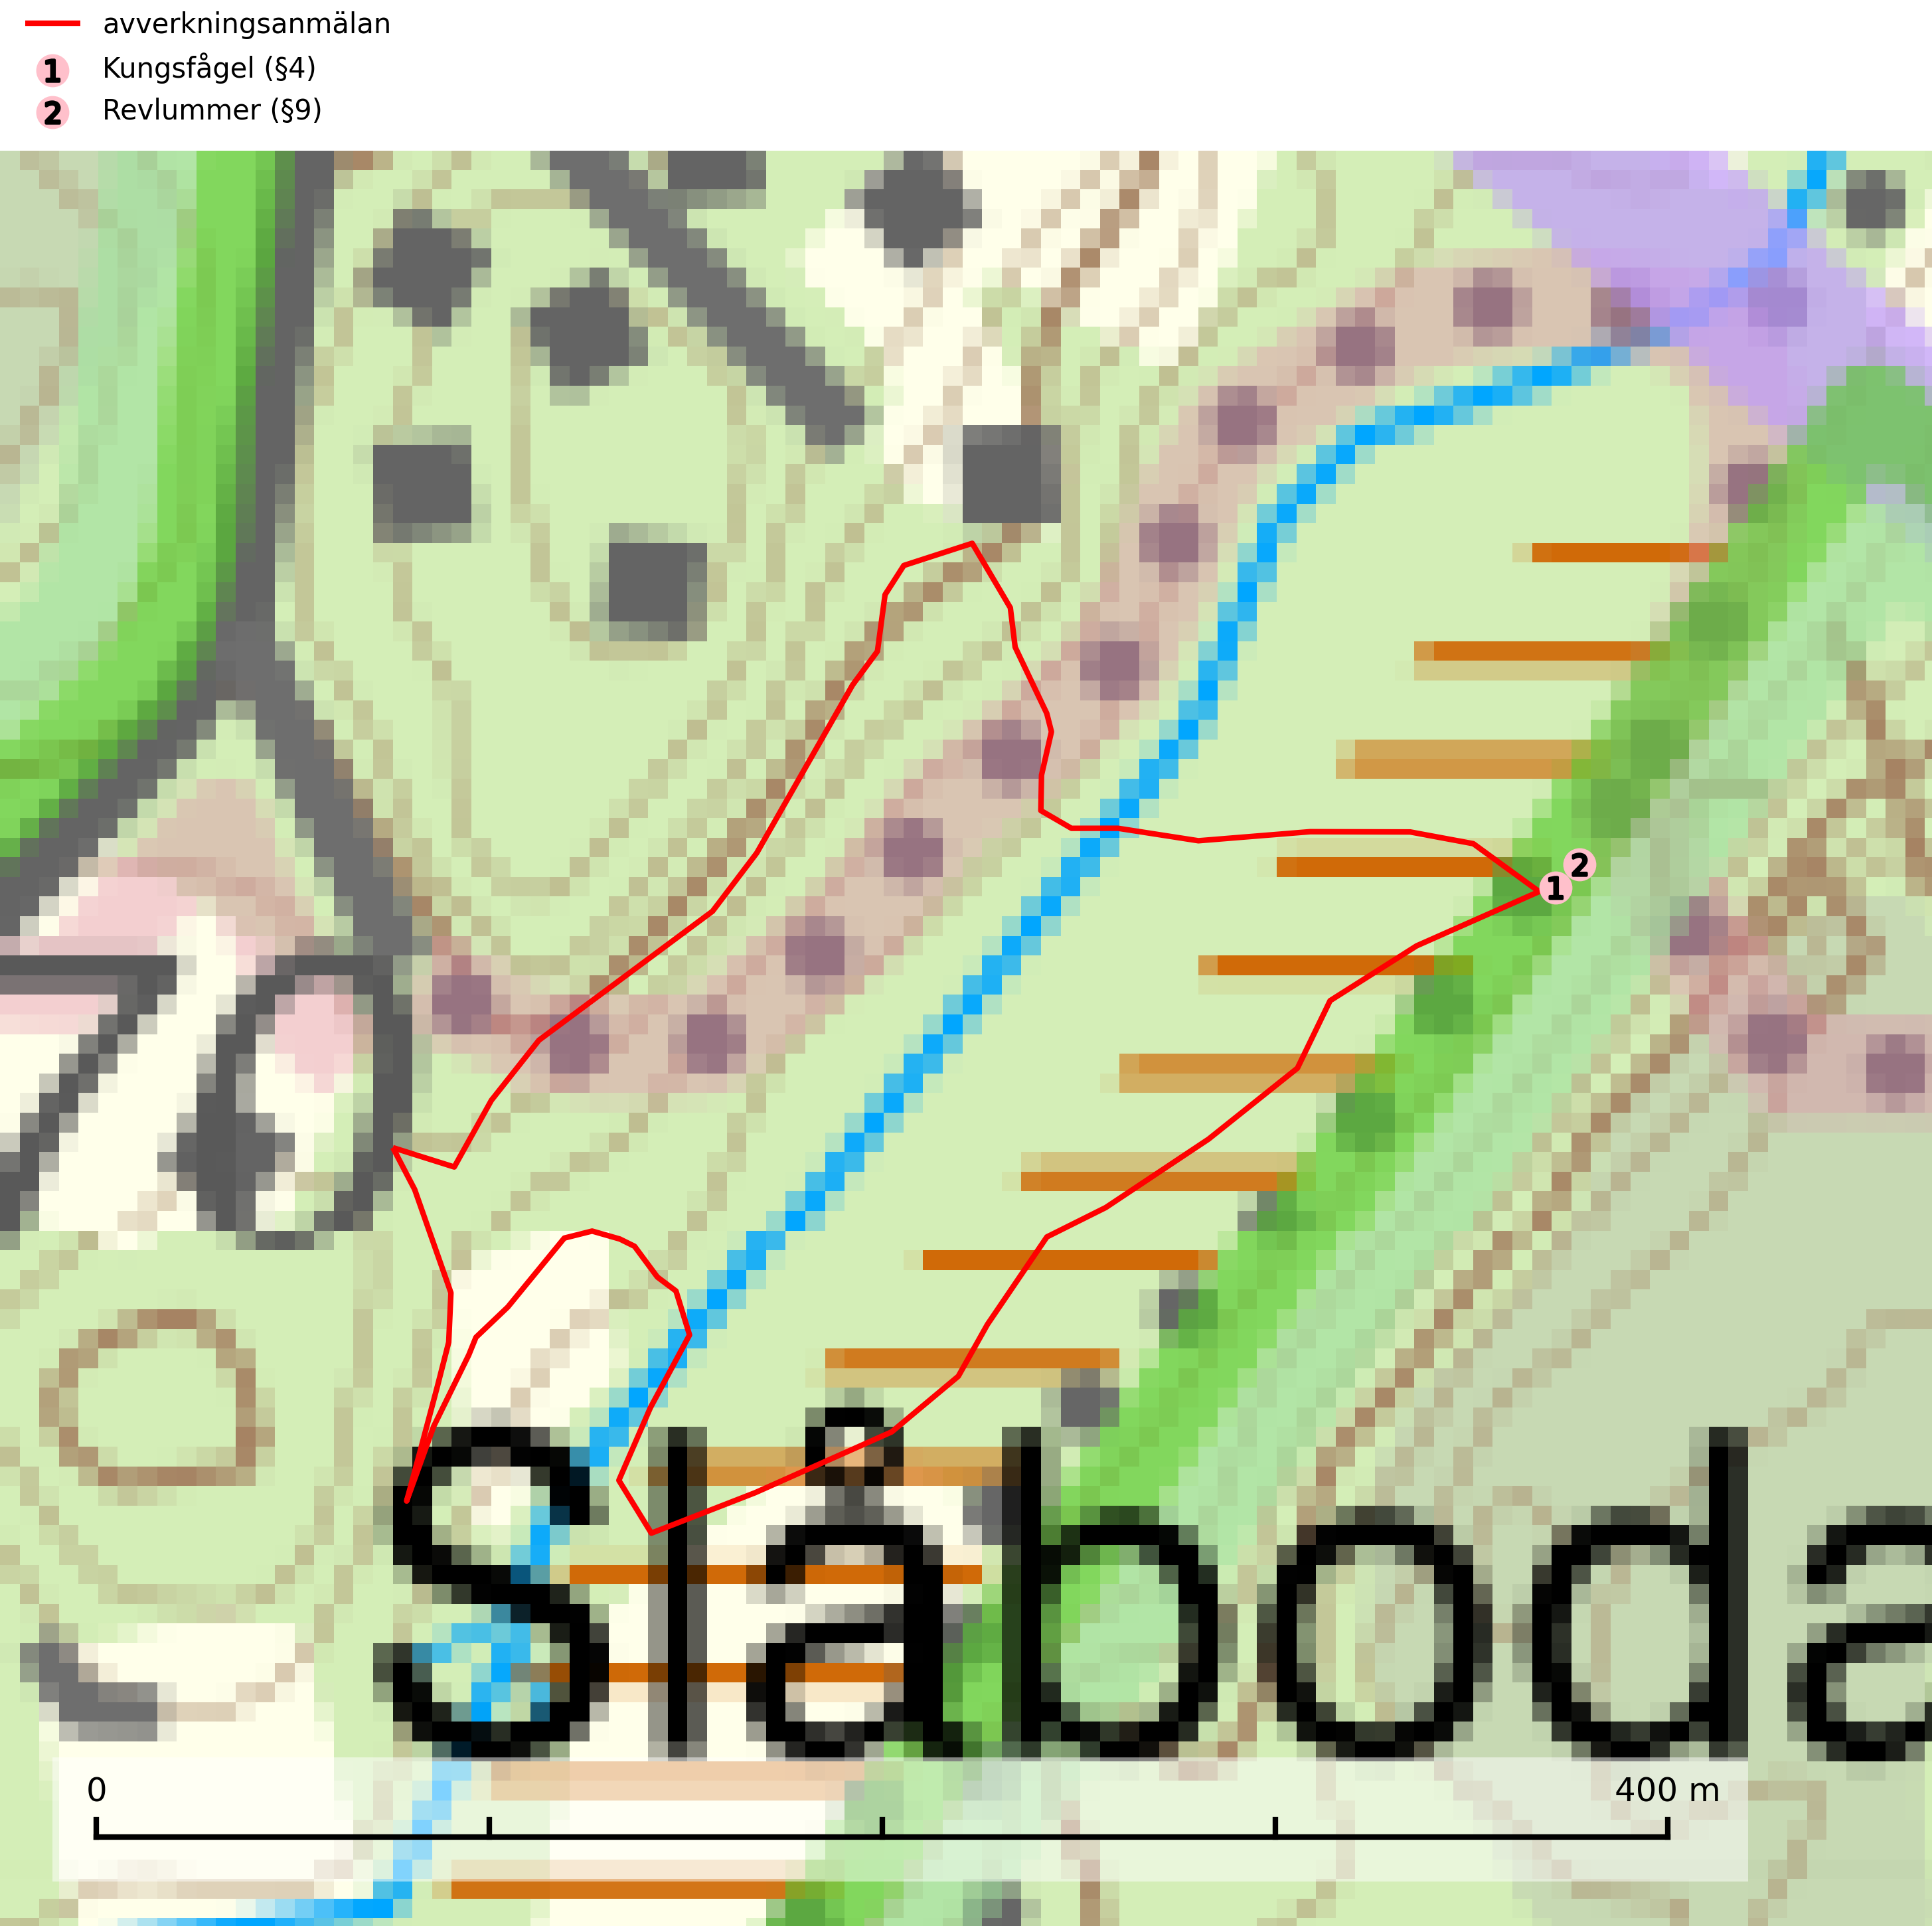 avverkningsanmälan
1 Kungsfågel (§4)
2 Revlummer (§9)
2
1
Slåboda
0 400 m